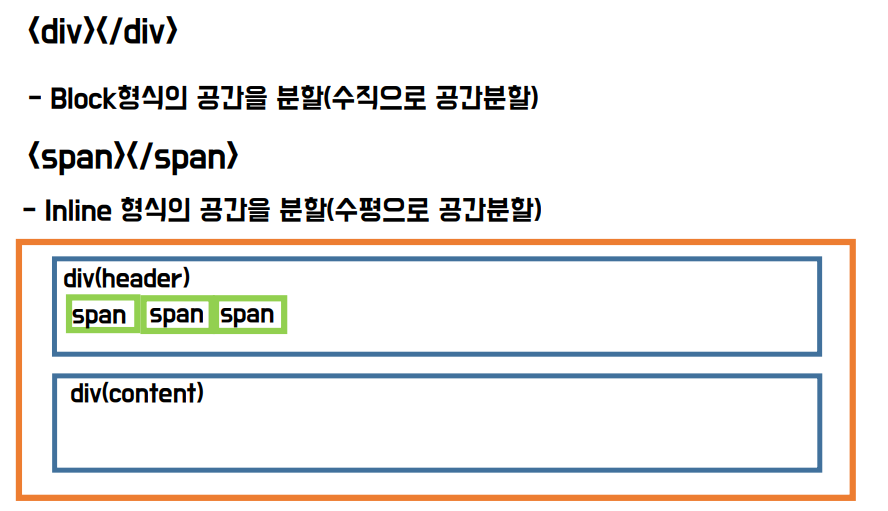 <div></div>
- Block형식의 공간을 분할(수직으로 공간분할)
<span></span>
- Inline 형식의 공간을 분할(수평으로 공간분할)
div(header)
span span span
div(content)